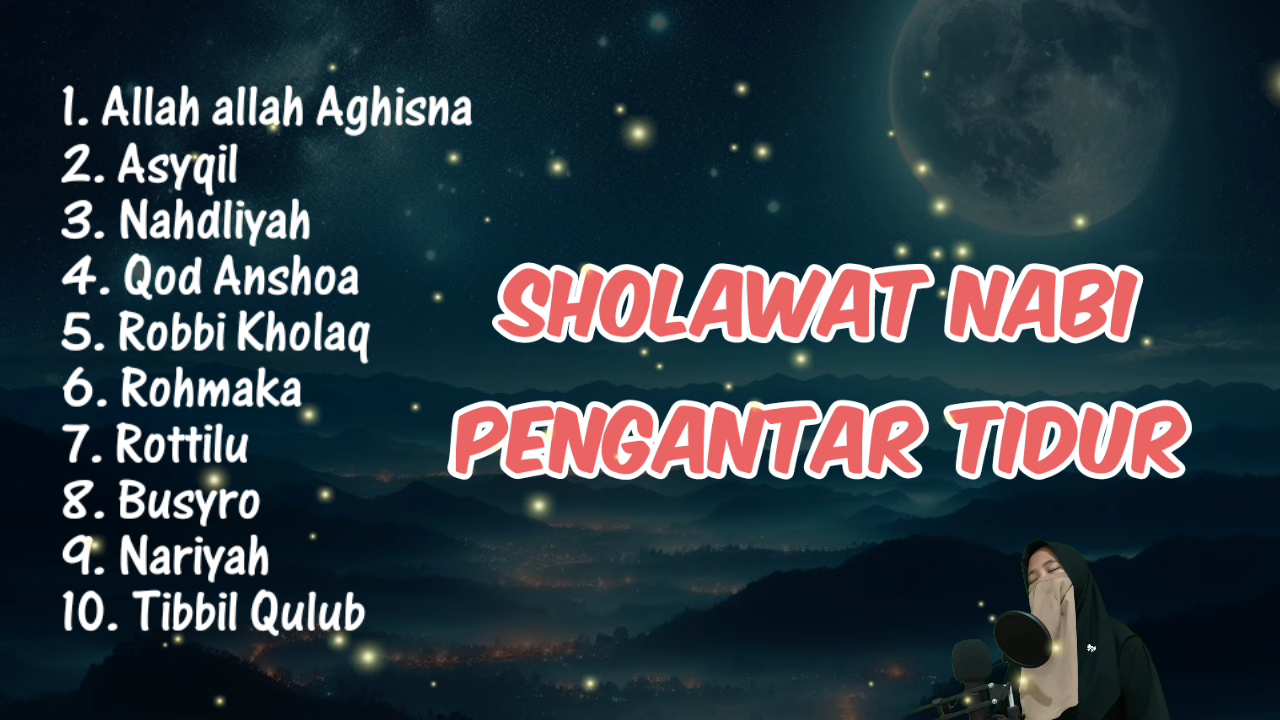 1. Allah allah Aghisna
2. Asyqil
3. Nahdliyah
4. Qod Anshoa
5. Robbi Kholaq
6. Rohmaka
7. Rottilu
8. Busyro
9. Nariyah
10. Tibbil Qulub
SHOLAWAT NABI
PENGANTAR TIDUR